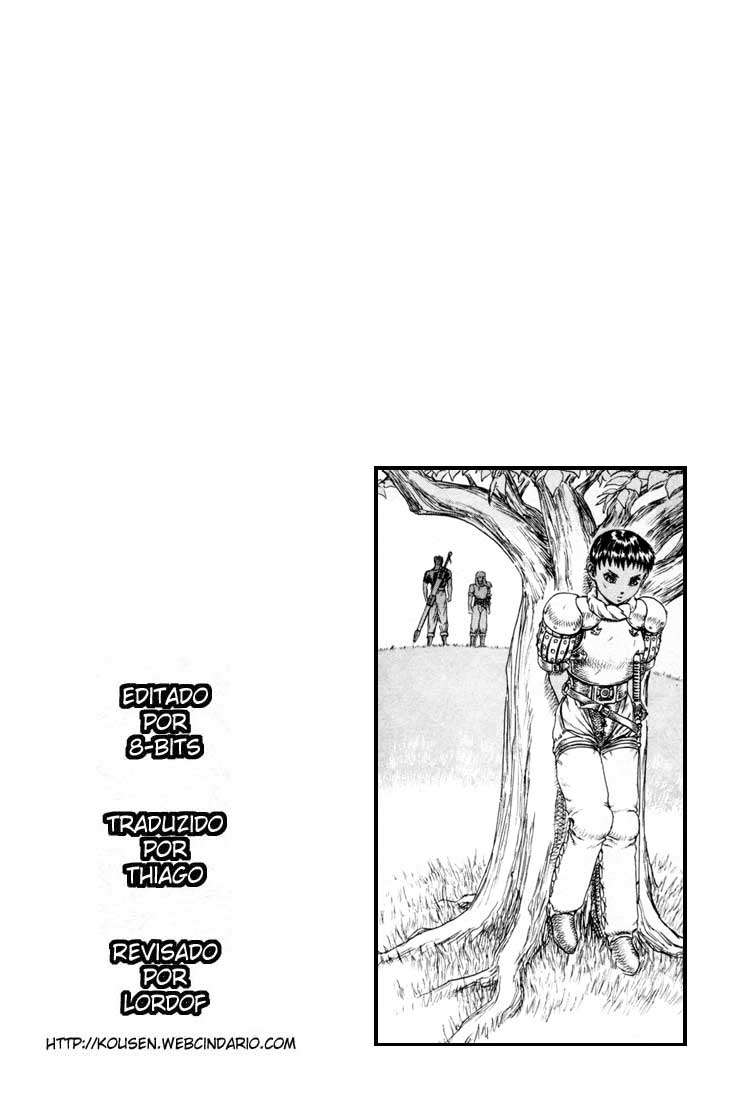 EDITADO
POR
8-BITS
TRADUZIDO
POR
THIAGO
REVISADO
POR
LORDOF
HTTP://KOUSEN.WEBCINDARIO.COM